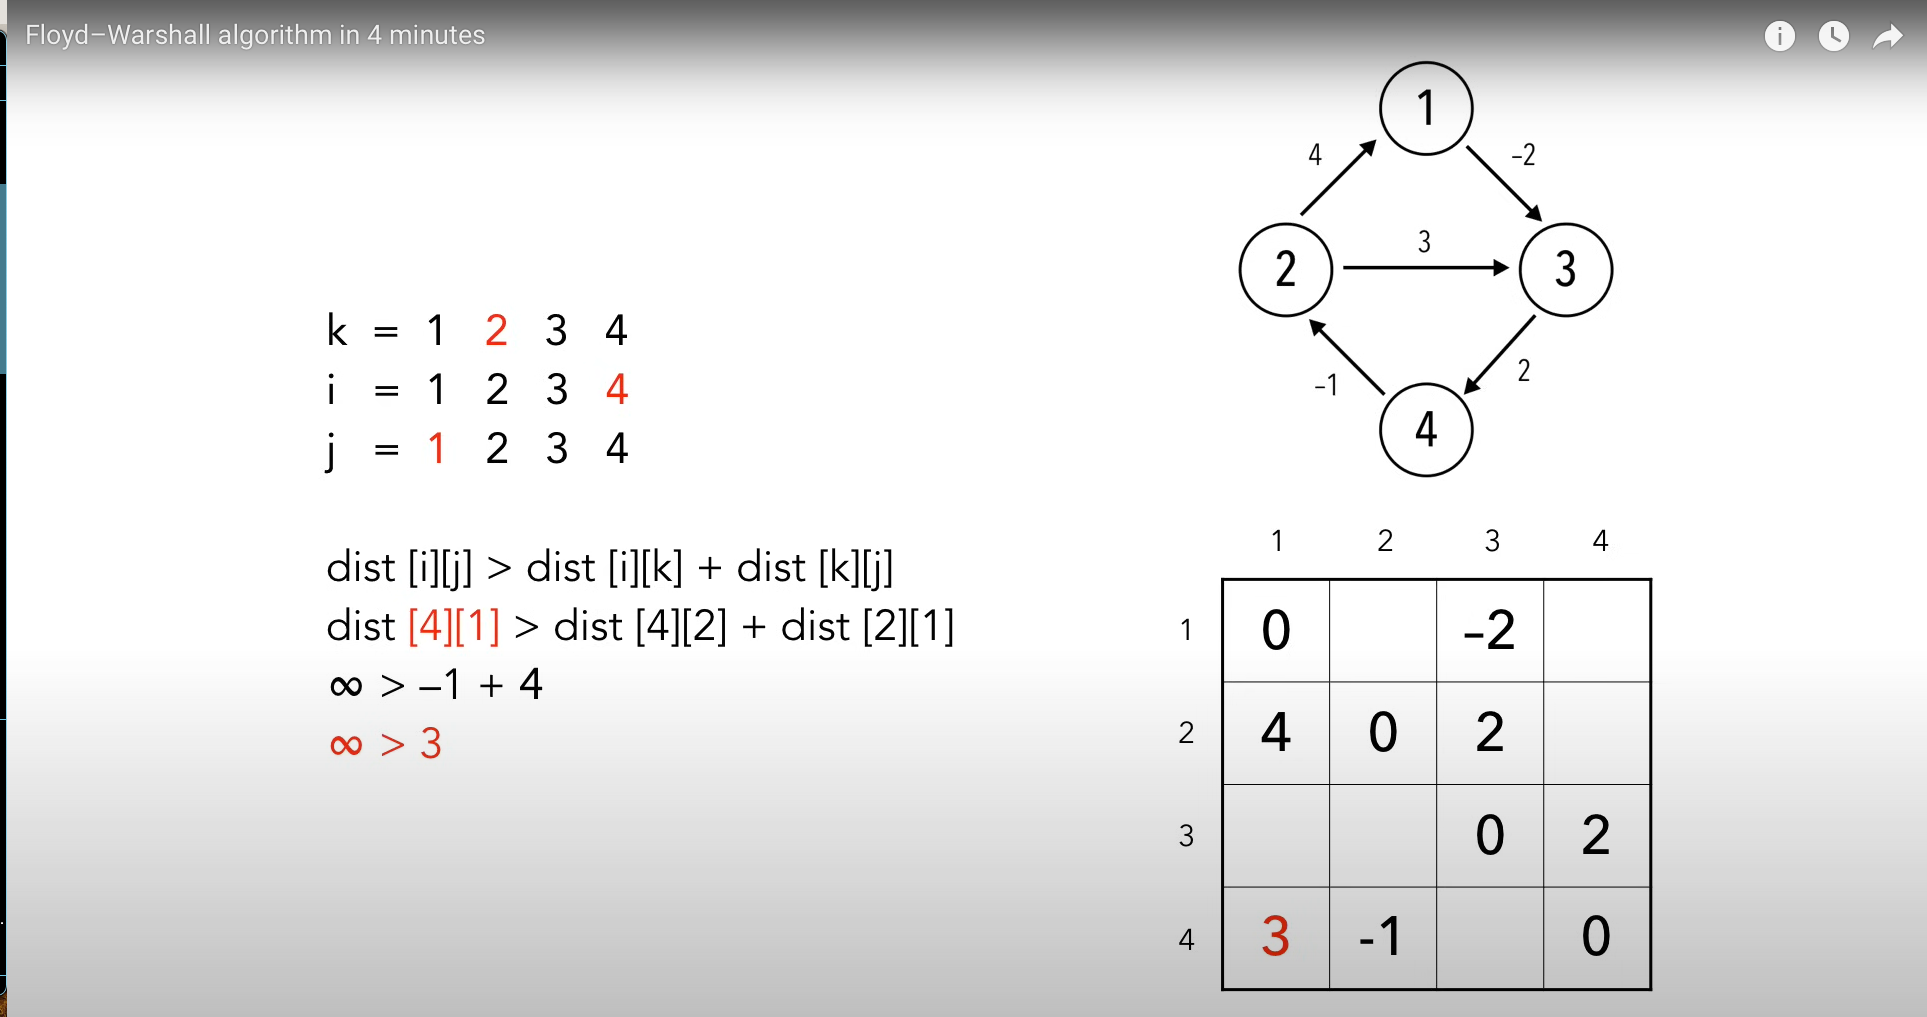 Floyd–Warshall algorithm in 4 minutes
1
4
–2
2
3
3
–1
2
4
k = 1 2 3 4
i = 1 2 3 4
j = 1 2 3 4
dist [i][j] > dist [i][k] + dist [k][j]
dist [4][1] > dist [4][2] + dist [2][1]
∞ > –1 + 4
∞ > 3
1 2 3 4
1 0 –2
2 4 0 2
3 0 2
4 3 -1 0